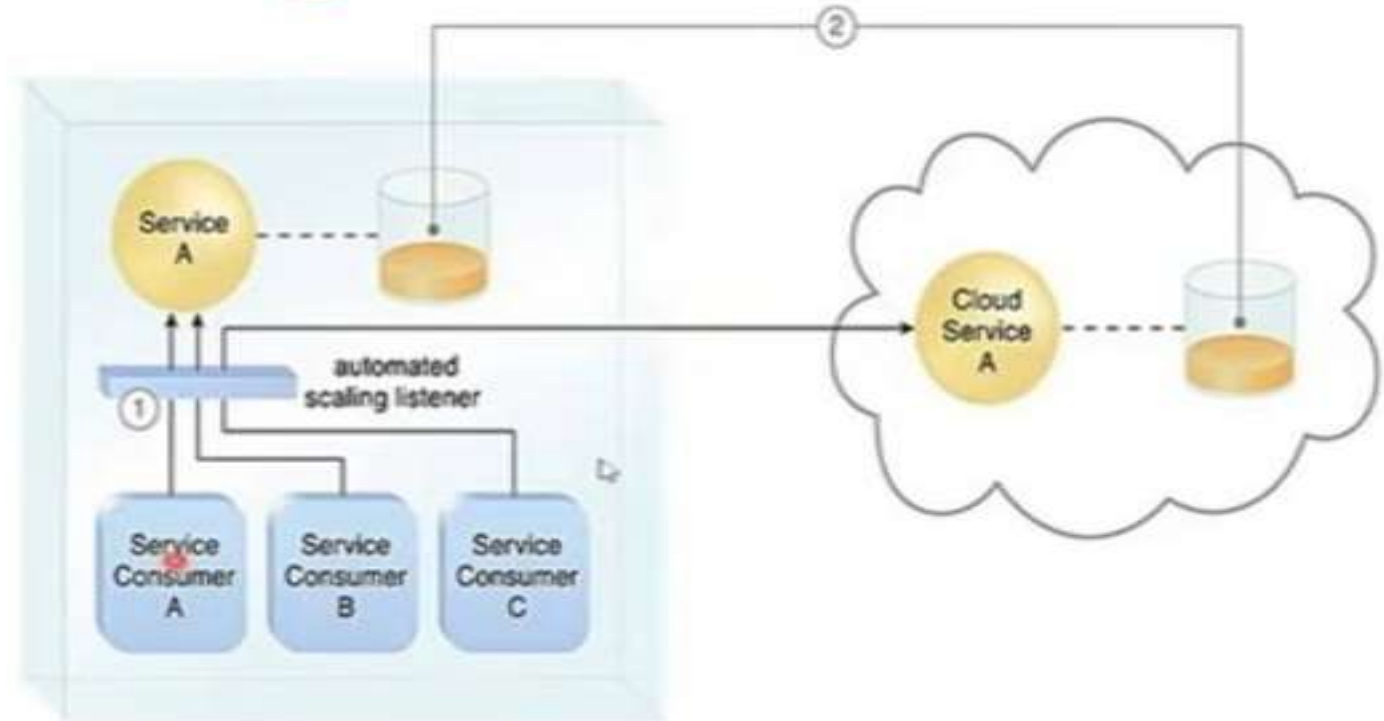 2
Service
A
Cloud
Service
A
automated
scaling listener
1
Service
Consumer
A
Service
Consumer
B
Service
Consumer
C